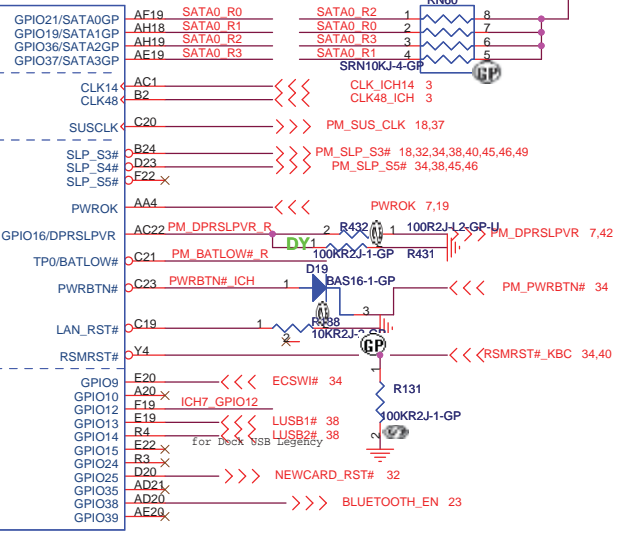 RN60
GPIO21/SATA0GP AF19 SATA0_R0 SATA0_R2 1 8
GPIO19/SATA1GP AH18 SATA0_R1 SATA0_R0 2 7
GPIO36/SATA2GP AH19 SATA0_R2 SATA0_R3 3 6
GPIO37/SATA3GP AE19 SATA0_R3 SATA0_R1 4 5
SRN10KJ-4-GP
GP
CLK14 AC1 CLK_ICH14 3
CLK48 B2 CLK48_ICH 3
SUSCLK C20 PM_SUS_CLK 18,37
SLP_S3# B24 PM_SLP_S3# 18,32,34,38,40,45,46,49
SLP_S4# D23 PM_SLP_S5# 34,38,45,46
SLP_S5# F22
PWROK AA4 PWROK 7,19
GPIO16/DPRSLPVR AC22 PM_DPRSLPVR_R 2 R432 1 100R2J-L2-GP-U PM_DPRSLPVR 7,42
DY 1 100KR2J-1-GP R431
TP0/BATLOW# C21 PM_BATLOW#_R
D19
PWRBTN# C23 PWRBTN#_ICH 1 BAS16-1-GP PM_PWRBTN# 34
3
LAN_RST# C19 1
2
GP
RSMRST# Y4 RSMRST#_KBC 34,40
1
GPIO9 E20 ECSWI# 34
R131
GPIO10 A20
GPIO12 F19 ICH7_GPIO12
100KR2J-1-GP
GPIO13 E19 LUSB1# 38
GPIO14 R4 LUSB2# 38
2
for Dock USB Legency
GPIO15 E22
GPIO24 R3
GPIO25 D20 NEWCARD_RST# 32
GPIO35 AD21
GPIO38 AD20 BLUETOOTH_EN 23
GPIO39 AE20